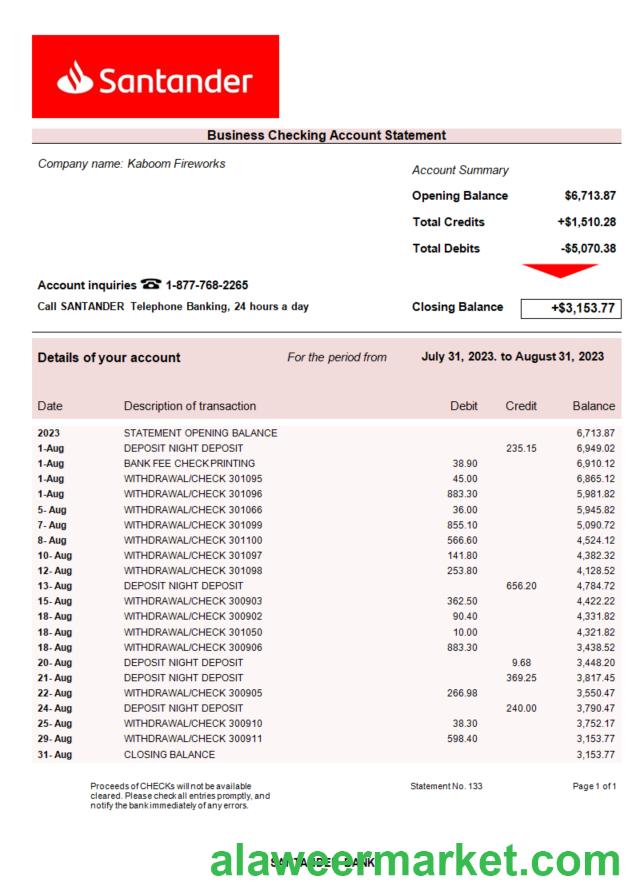 Santander
Business Checking Account Statement
Company name: Kaboom Fireworks
Account Summary
Opening Balance $6,713.87
Total Credits +$1,510.28
Total Debits -$5,070.38
Account inquiries ☎ 1-877-768-2265
Call SANTANDER Telephone Banking, 24 hours a day
Closing Balance +$3,153.77
Details of your account For the period from July 31, 2023. to August 31, 2023
Date Description of transaction Debit Credit Balance
2023 STATEMENT OPENING BALANCE 6,713.87
1-Aug DEPOSIT NIGHT DEPOSIT 235.15 6,949.02
1-Aug BANK FEE CHECK PRINTING 38.90 6,910.12
1-Aug WITHDRAWAL/CHECK 301095 45.00 6,865.12
1-Aug WITHDRAWAL/CHECK 301096 883.30 5,981.82
5- Aug WITHDRAWAL/CHECK 301066 36.00 5,945.82
7- Aug WITHDRAWAL/CHECK 301099 855.10 5,090.72
8- Aug WITHDRAWAL/CHECK 301100 566.60 4,524.12
10- Aug WITHDRAWAL/CHECK 301097 141.80 4,382.32
12- Aug WITHDRAWAL/CHECK 301098 253.80 4,128.52
13- Aug DEPOSIT NIGHT DEPOSIT 656.20 4,784.72
15- Aug WITHDRAWAL/CHECK 300903 362.50 4,422.22
18- Aug WITHDRAWAL/CHECK 300902 90.40 4,331.82
18- Aug WITHDRAWAL/CHECK 301050 10.00 4,321.82
18- Aug WITHDRAWAL/CHECK 300906 883.30 3,438.52
20- Aug DEPOSIT NIGHT DEPOSIT 9.68 3,448.20
21- Aug DEPOSIT NIGHT DEPOSIT 369.25 3,817.45
22- Aug WITHDRAWAL/CHECK 300905 266.98 3,550.47
24- Aug DEPOSIT NIGHT DEPOSIT 240.00 3,790.47
25- Aug WITHDRAWAL/CHECK 300910 38.30 3,752.17
29- Aug WITHDRAWAL/CHECK 300911 598.40 3,153.77
31- Aug CLOSING BALANCE 3,153.77
Proceeds of CHECKs will not be available
cleared. Please check all entries promptly, and
notify the bank immediately of any errors.
Statement No. 133 Page 1 of 1
SANTANDER BANK
alaweermarket.com